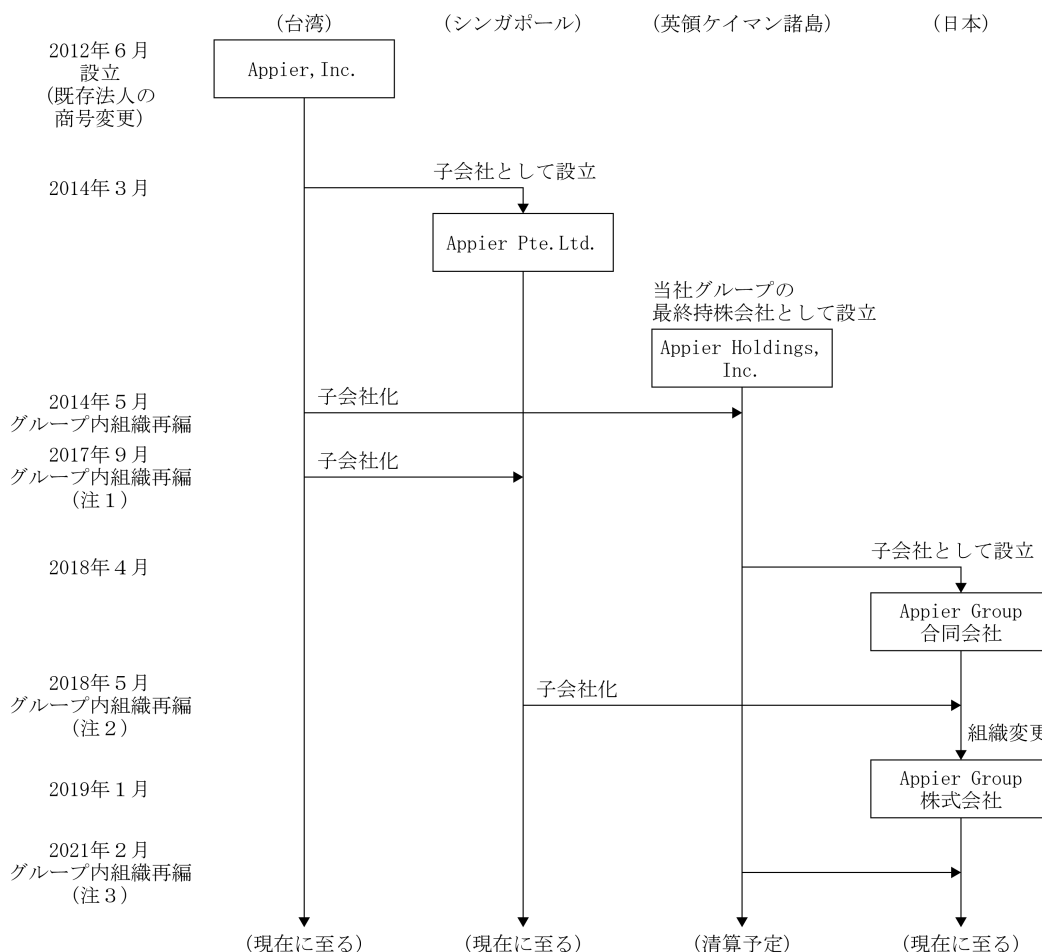 (台湾)
(シンガポール)
(英領ケイマン諸島)
(日本)
2012年6月
設立
(既存法人の
商号変更)
Appier,Inc.
2014年3月
子会社として設立
Appier Pte.Ltd.
当社グループの
最終持株会社として設立
Appier Holdings,
Inc.
2014年5月
グループ内組織再編
子会社化
2017年9月
グループ内組織再編
(注1)
子会社化
2018年4月
子会社として設立
Appier Group
合同会社
2018年5月
グループ内組織再編
(注2)
子会社化
組織変更
2019年1月
Appier Group
株式会社
2021年2月
グループ内組織再編
(注3)
(現在に至る)
(現在に至る)
(清算予定)
(現在に至る)